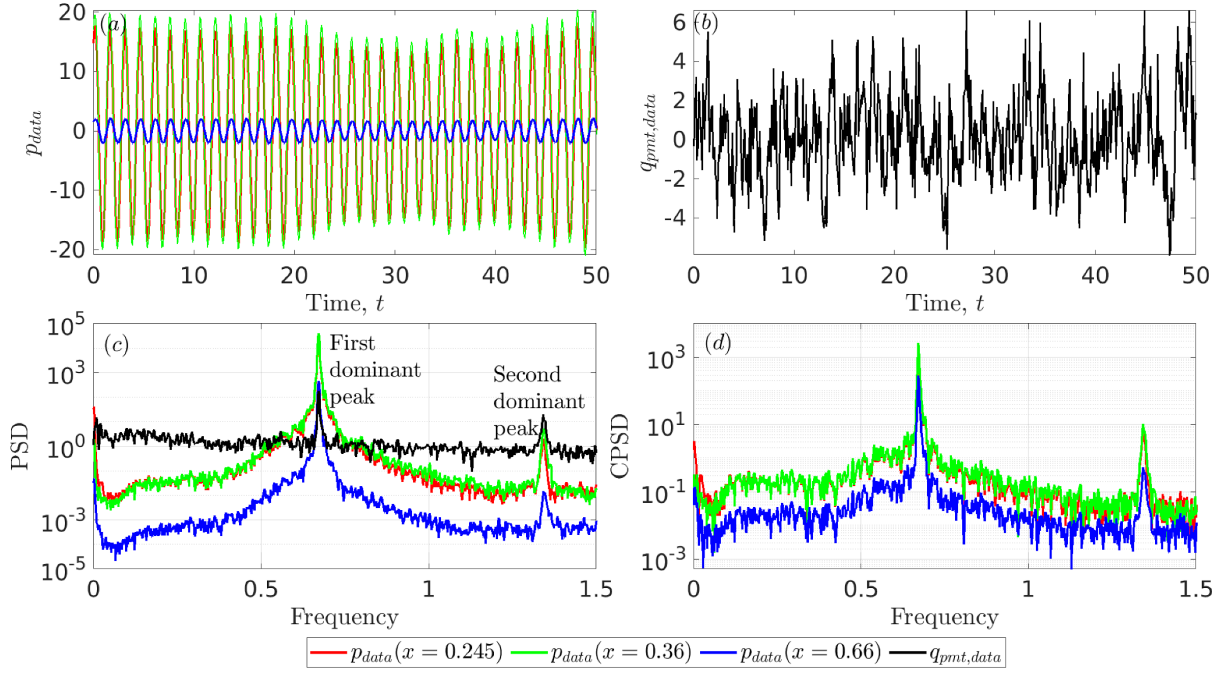 (a)
20
10
0
-10
-20
p_data
0 10 20 30 40 50
Time, t
(b)
6
4
2
0
-2
-4
q_pmt,data
0 10 20 30 40 50
Time, t
(c)
10^5
10^3
10^0
10^-3
10^-5
PSD
First
dominant
peak
Second
dominant
peak
0 0.5 1 1.5
Frequency
(d)
10^3
10^1
10^-1
10^-3
CPSD
0 0.5 1 1.5
Frequency
p_data(x = 0.245) p_data(x = 0.36) p_data(x = 0.66) q_pmt,data